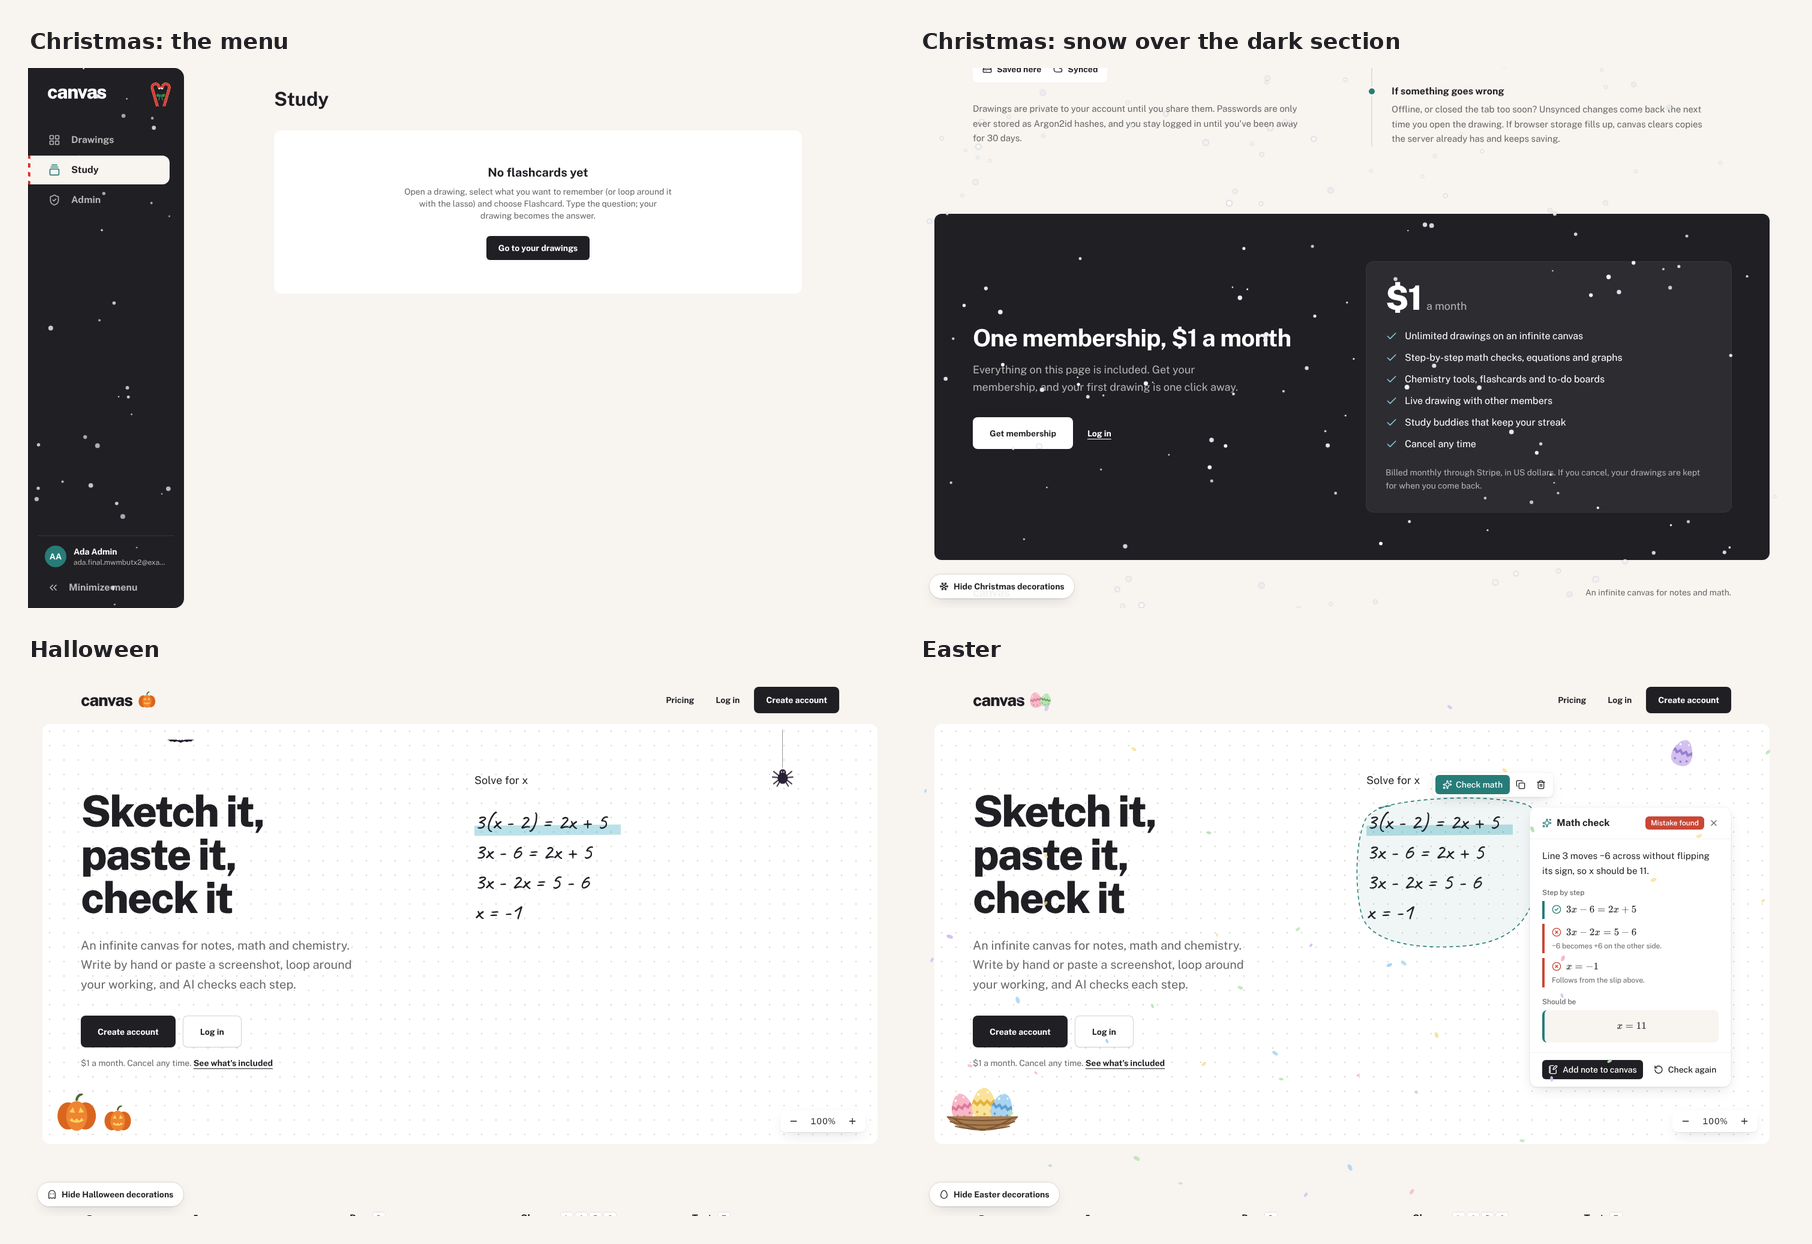 Christmas: the menu
canvas
Drawings
Study
Admin
AA
Ada Admin
ada.final.mwmbutx2@exa...
Minimize menu
Study
No flashcards yet
Open a drawing, select what you want to remember (or loop around it
with the lasso) and choose Flashcard. Type the question; your
drawing becomes the answer.
Go to your drawings
Christmas: snow over the dark section
Saved here
Synced
Drawings are private to your account until you share them. Passwords are only
ever stored as Argon2id hashes, and you stay logged in until you've been away
for 30 days.
If something goes wrong
Offline, or closed the tab too soon? Unsynced changes come back the next
time you open the drawing. If browser storage fills up, canvas clears copies
the server already has and keeps saving.
One membership, $1 a month
Everything on this page is included. Get your
membership, and your first drawing is one click away.
Get membership
Log in
$1 a month
Unlimited drawings on an infinite canvas
Step-by-step math checks, equations and graphs
Chemistry tools, flashcards and to-do boards
Live drawing with other members
Study buddies that keep your streak
Cancel any time
Billed monthly through Stripe, in US dollars. If you cancel, your drawings are kept
for when you come back.
Hide Christmas decorations
An infinite canvas for notes and math.
Halloween
canvas
Pricing
Log in
Create account
Sketch it,
paste it,
check it
An infinite canvas for notes, math and chemistry.
Write by hand or paste a screenshot, loop around
your working, and AI checks each step.
Create account
Log in
$1 a month. Cancel any time. See what's included
Solve for x
3(x - 2) = 2x + 5
3x - 6 = 2x + 5
3x - 2x = 5 - 6
x = -1
− 100% +
Hide Halloween decorations
Easter
canvas
Pricing
Log in
Create account
Sketch it,
paste it,
check it
An infinite canvas for notes, math and chemistry.
Write by hand or paste a screenshot, loop around
your working, and AI checks each step.
Create account
Log in
$1 a month. Cancel any time. See what's included
Solve for x
Check math
3(x - 2) = 2x + 5
3x - 6 = 2x + 5
3x - 2x = 5 - 6
x = -1
Math check
Mistake found
Line 3 moves −6 across without flipping
its sign, so x should be 11.
Step by step
3x − 6 = 2x + 5
3x − 2x = 5 − 6
−6 becomes +6 on the other side.
x = −1
Follows from the slip above.
Should be
x = 11
Add note to canvas
Check again
− 100% +
Hide Easter decorations